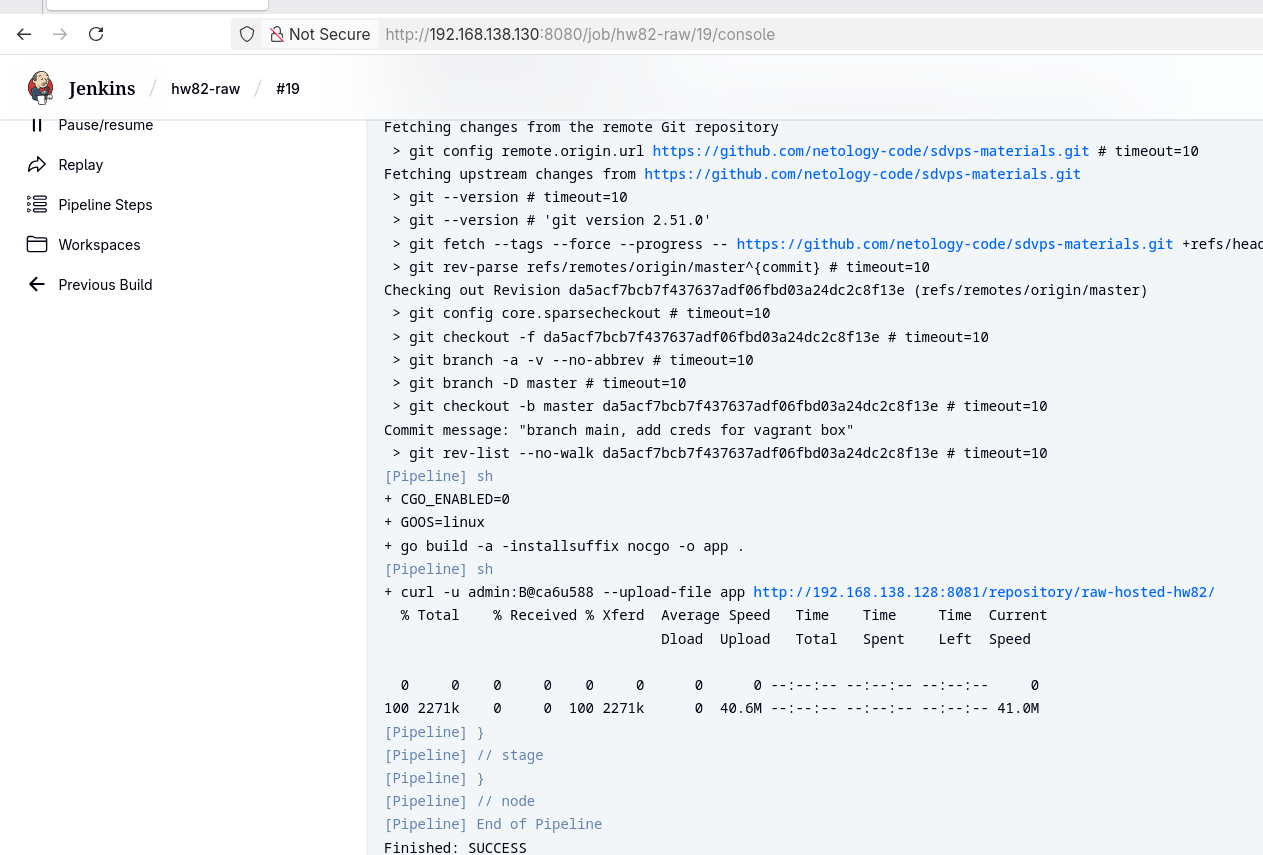 Not Secure http://192.168.138.130:8080/job/hw82-raw/19/console
Jenkins / hw82-raw / #19
Pause/resume
Replay
Pipeline Steps
Workspaces
Previous Build
Fetching changes from the remote Git repository
 > git config remote.origin.url https://github.com/netology-code/sdvps-materials.git # timeout=10
Fetching upstream changes from https://github.com/netology-code/sdvps-materials.git
 > git --version # timeout=10
 > git --version # 'git version 2.51.0'
 > git fetch --tags --force --progress -- https://github.com/netology-code/sdvps-materials.git +refs/head
 > git rev-parse refs/remotes/origin/master^{commit} # timeout=10
Checking out Revision da5acf7bcb7f437637adf06fbd03a24dc2c8f13e (refs/remotes/origin/master)
 > git config core.sparsecheckout # timeout=10
 > git checkout -f da5acf7bcb7f437637adf06fbd03a24dc2c8f13e # timeout=10
 > git branch -a -v --no-abbrev # timeout=10
 > git branch -D master # timeout=10
 > git checkout -b master da5acf7bcb7f437637adf06fbd03a24dc2c8f13e # timeout=10
Commit message: "branch main, add creds for vagrant box"
 > git rev-list --no-walk da5acf7bcb7f437637adf06fbd03a24dc2c8f13e # timeout=10
[Pipeline] sh
+ CGO_ENABLED=0
+ GOOS=linux
+ go build -a -installsuffix nocgo -o app .
[Pipeline] sh
+ curl -u admin:B@ca6u588 --upload-file app http://192.168.138.128:8081/repository/raw-hosted-hw82/
  % Total    % Received % Xferd  Average Speed   Time    Time     Time  Current
                                 Dload  Upload   Total   Spent    Left  Speed
  0     0    0     0    0     0      0      0 --:--:-- --:--:-- --:--:--     0
100 2271k    0     0  100 2271k      0  40.6M --:--:-- --:--:-- --:--:-- 41.0M
[Pipeline] }
[Pipeline] // stage
[Pipeline] }
[Pipeline] // node
[Pipeline] End of Pipeline
Finished: SUCCESS